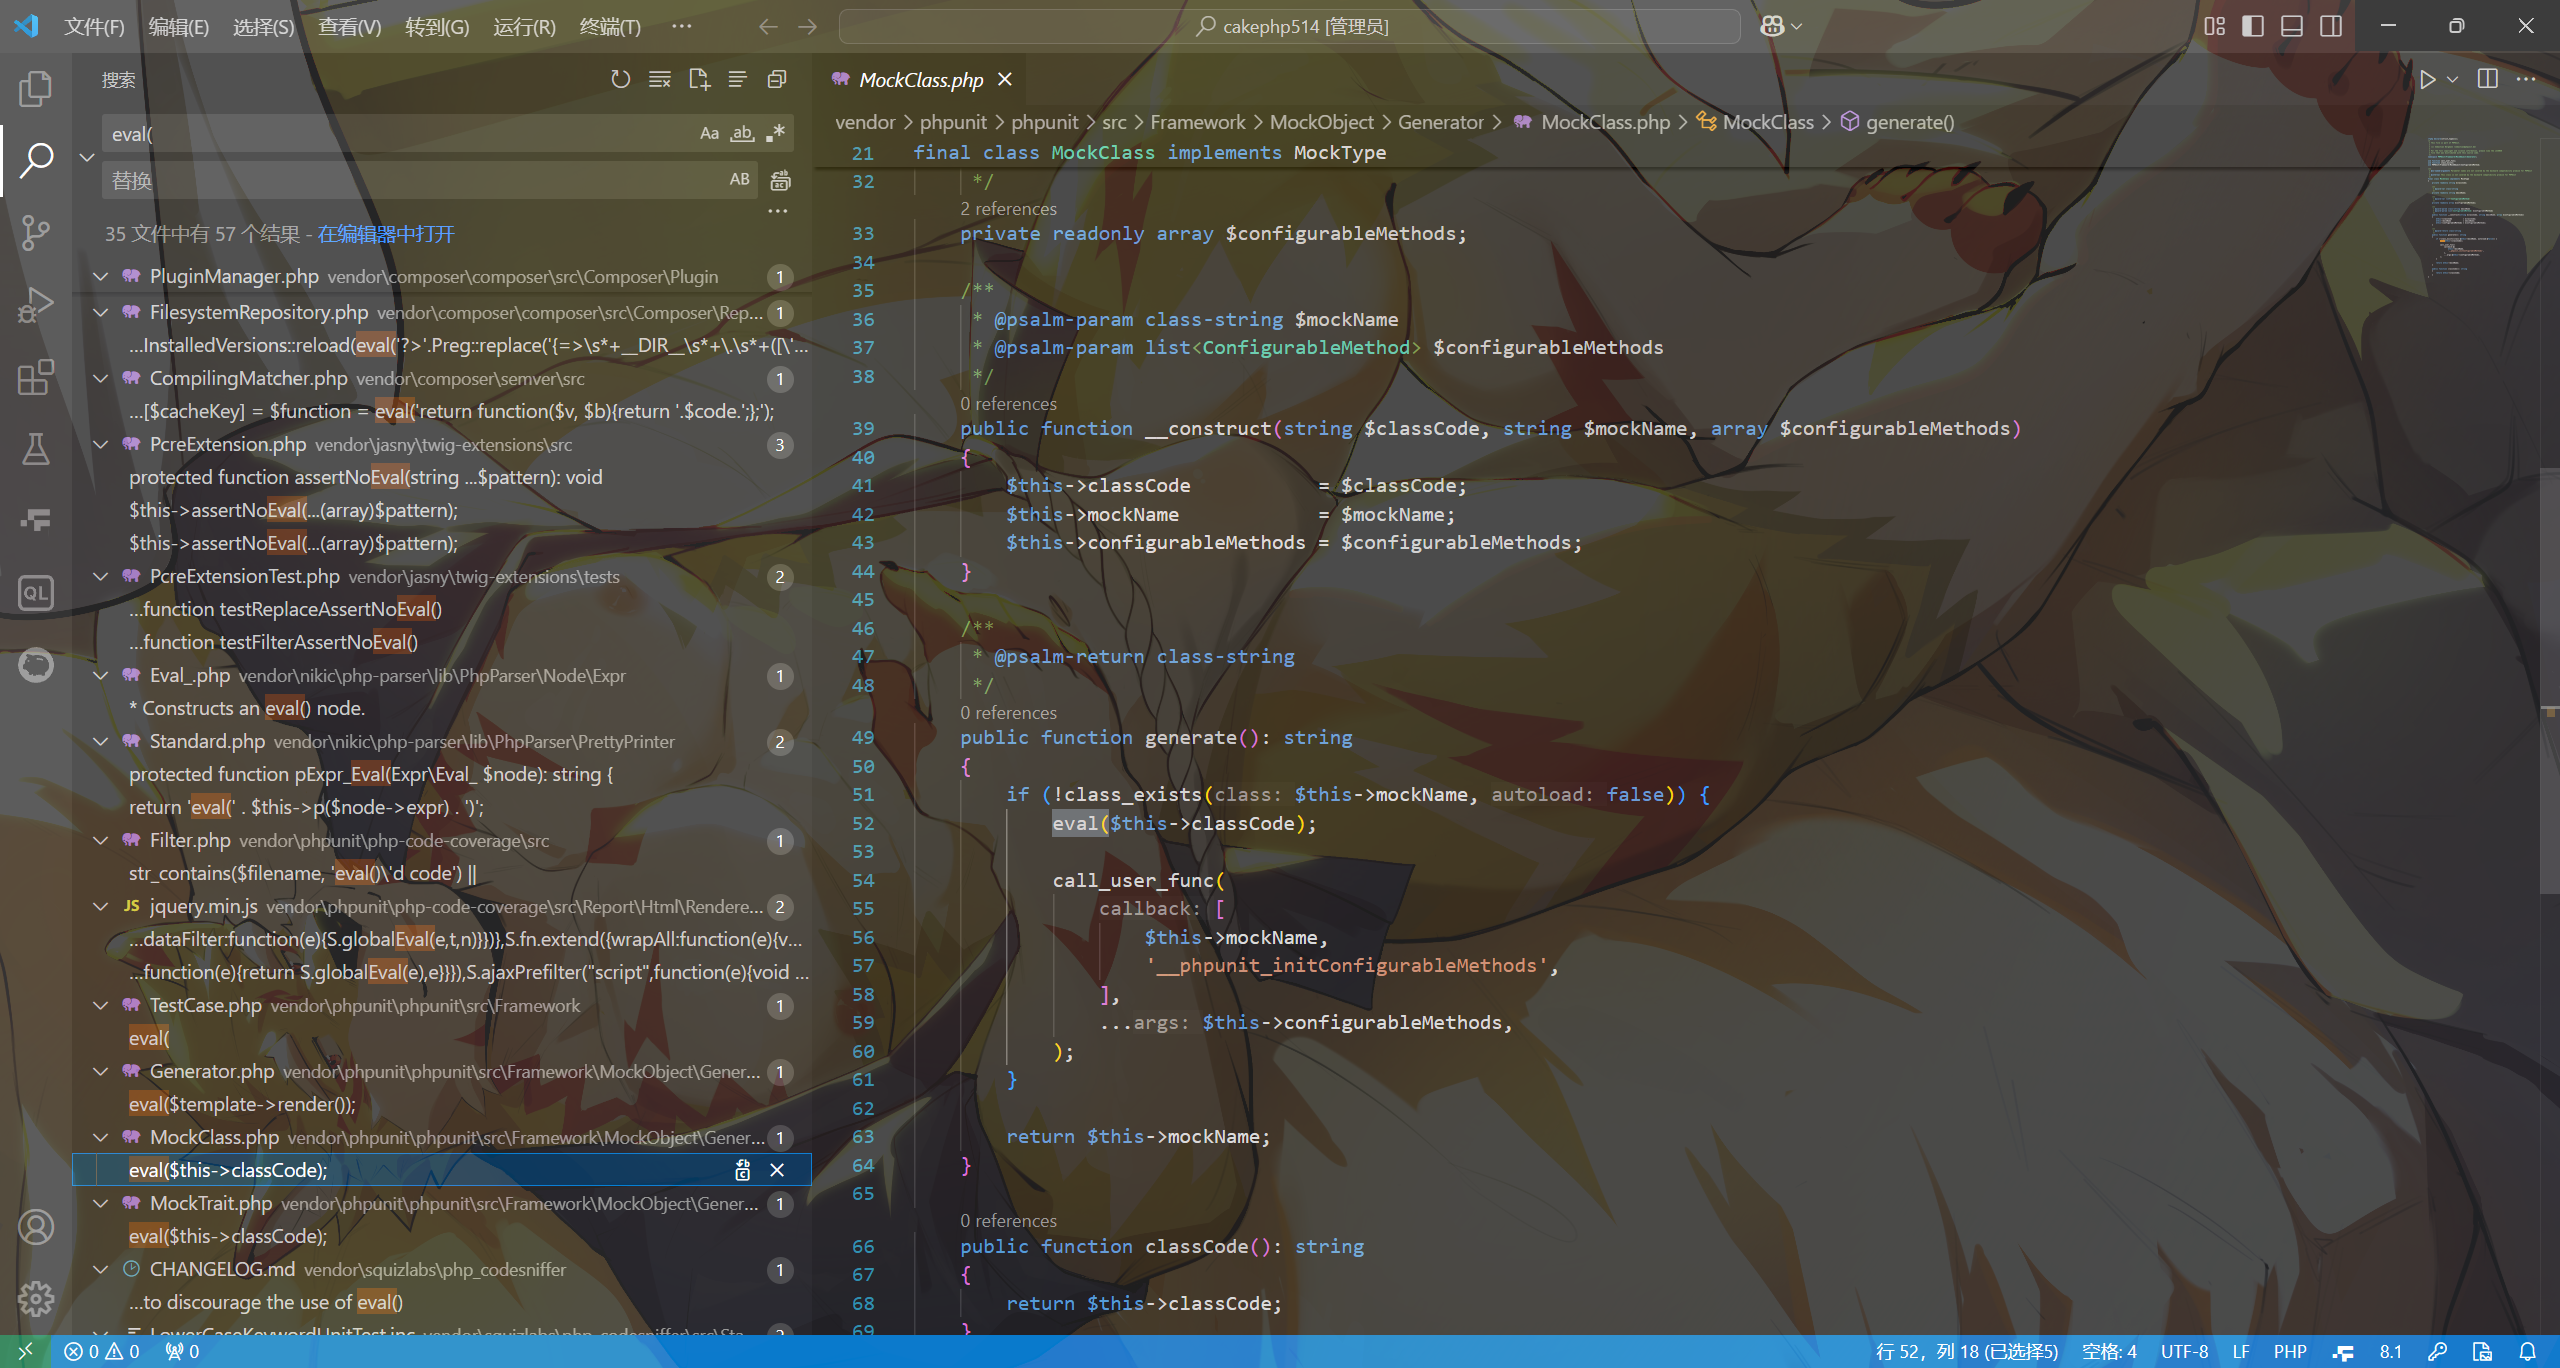 文件(F) 编辑(E) 选择(S) 查看(V) 转到(G) 运行(R) 终端(T) ···
cakephp514 [管理员]
搜索
eval(
Aa ab
替换
AB
35 文件中有 57 个结果 - 在编辑器中打开
PluginManager.php vendor\composer\composer\src\Composer\Plugin 1
FilesystemRepository.php vendor\composer\composer\src\Composer\Rep... 1
...InstalledVersions::reload(eval('?>'.Preg::replace('{=>\s*+__DIR__\s*+\.\s*+([\'...
CompilingMatcher.php vendor\composer\semver\src 1
...[$cacheKey] = $function = eval('return function($v, $b){return '.$code.';};');
PcreExtension.php vendor\jasny\twig-extensions\src 3
protected function assertNoEval(string ...$pattern): void
$this->assertNoEval(...(array)$pattern);
$this->assertNoEval(...(array)$pattern);
PcreExtensionTest.php vendor\jasny\twig-extensions\tests 2
...function testReplaceAssertNoEval()
...function testFilterAssertNoEval()
Eval_.php vendor\nikic\php-parser\lib\PhpParser\Node\Expr 1
* Constructs an eval() node.
Standard.php vendor\nikic\php-parser\lib\PhpParser\PrettyPrinter 2
protected function pExpr_Eval(Expr\Eval_ $node): string {
return 'eval(' . $this->p($node->expr) . ')';
Filter.php vendor\phpunit\php-code-coverage\src 1
str_contains($filename, 'eval()\'d code') ||
JS jquery.min.js vendor\phpunit\php-code-coverage\src\Report\Html\Rendere... 2
...dataFilter:function(e){S.globalEval(e,t,n)}})},S.fn.extend({wrapAll:function(e){v...
...function(e){return S.globalEval(e),e}}}),S.ajaxPrefilter("script",function(e){void ...
TestCase.php vendor\phpunit\phpunit\src\Framework 1
eval(
Generator.php vendor\phpunit\phpunit\src\Framework\MockObject\Gener... 1
eval($template->render());
MockClass.php vendor\phpunit\phpunit\src\Framework\MockObject\Gener... 1
eval($this->classCode);
MockTrait.php vendor\phpunit\phpunit\src\Framework\MockObject\Gener... 1
eval($this->classCode);
CHANGELOG.md vendor\squizlabs\php_codesniffer 1
...to discourage the use of eval()
LowerCaseKeywordUnitTest.inc vendor\squizlabs\php_codesniffer\src\Sta... 2
QL
MockClass.php
vendor > phpunit > phpunit > src > Framework > MockObject > Generator > MockClass.php > MockClass > generate()
21 final class MockClass implements MockType
32 */
2 references
33 private readonly array $configurableMethods;
34
35 /**
36 * @psalm-param class-string $mockName
37 * @psalm-param list<ConfigurableMethod> $configurableMethods
38 */
0 references
39 public function __construct(string $classCode, string $mockName, array $configurableMethods)
40 {
41 $this->classCode = $classCode;
42 $this->mockName = $mockName;
43 $this->configurableMethods = $configurableMethods;
44 }
45
46 /**
47 * @psalm-return class-string
48 */
0 references
49 public function generate(): string
50 {
51 if (!class_exists(class: $this->mockName, autoload: false)) {
52 eval($this->classCode);
53
54 call_user_func(
55 callback: [
56 $this->mockName,
57 '__phpunit_initConfigurableMethods',
58 ],
59 ...args: $this->configurableMethods,
60 );
61 }
62
63 return $this->mockName;
64 }
65
0 references
66 public function classCode(): string
67 {
68 return $this->classCode;
69 }
0 0 0
行 52，列 18 (已选择5) 空格: 4 UTF-8 LF PHP 8.1